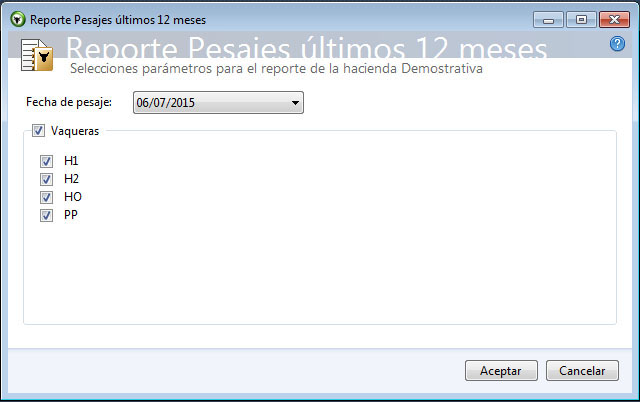 Reporte Pesajes últimos 12 meses
Reporte Pesajes últimos 12 meses
Selecciones parámetros para el reporte de la hacienda Demostrativa
Fecha de pesaje: 06/07/2015
Vaqueras
H1
H2
HO
PP
Aceptar Cancelar